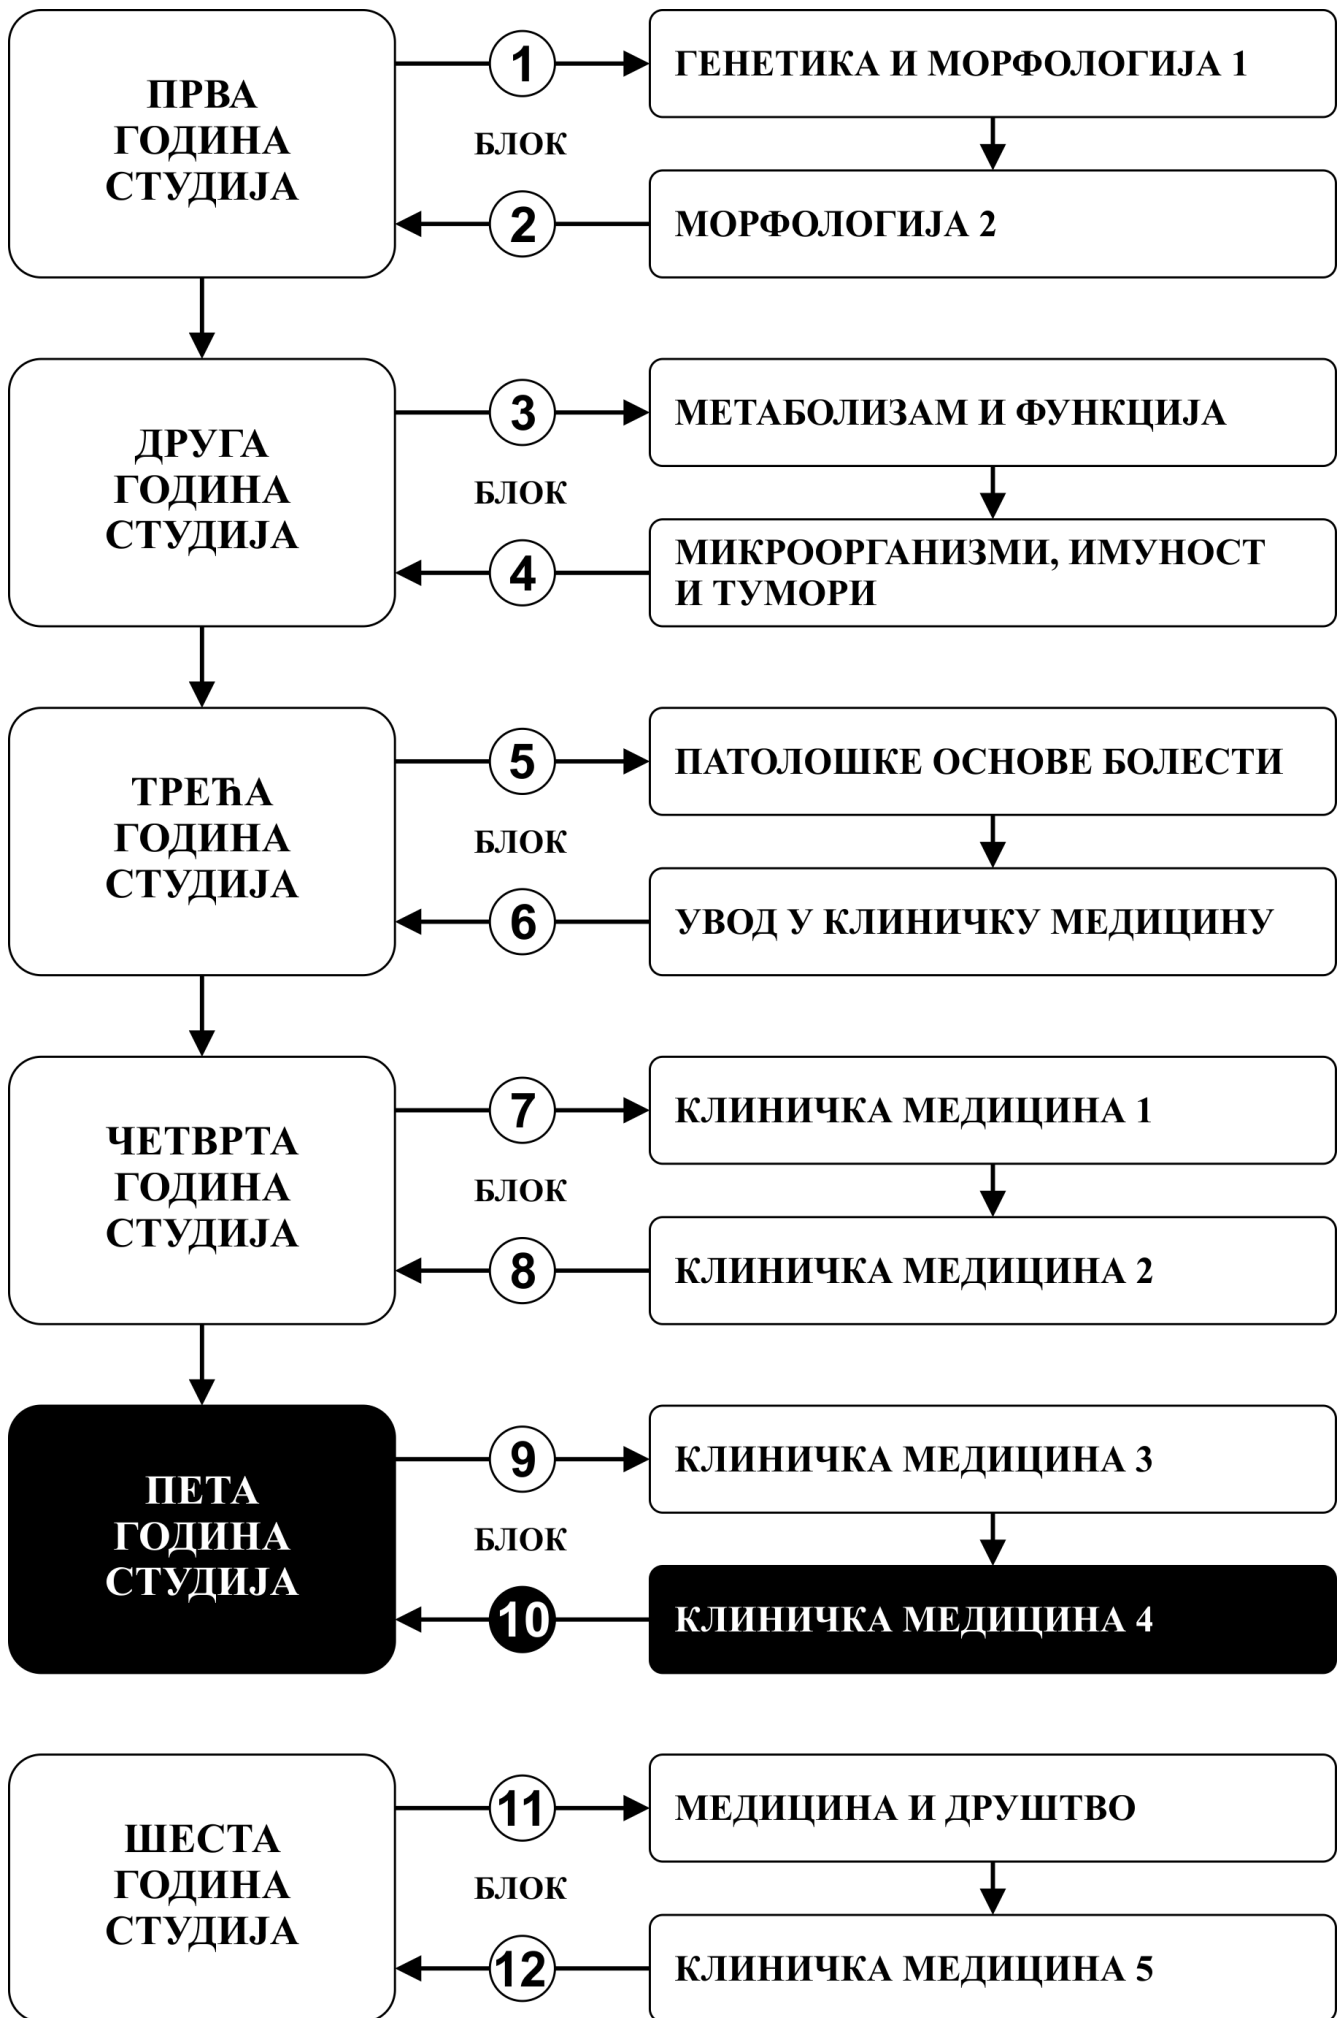 ПРВА
ГОДИНА
СТУДИЈА
1
БЛОК
2
ГЕНЕТИКА И МОРФОЛОГИЈА 1
МОРФОЛОГИЈА 2
ДРУГА
ГОДИНА
СТУДИЈА
3
БЛОК
4
МЕТАБОЛИЗАМ И ФУНКЦИЈА
МИКРООРГАНИЗМИ, ИМУНОСТ
И ТУМОРИ
ТРЕЋА
ГОДИНА
СТУДИЈА
5
БЛОК
6
ПАТОЛОШКЕ ОСНОВЕ БОЛЕСТИ
УВОД У КЛИНИЧКУ МЕДИЦИНУ
ЧЕТВРТА
ГОДИНА
СТУДИЈА
7
БЛОК
8
КЛИНИЧКА МЕДИЦИНА 1
КЛИНИЧКА МЕДИЦИНА 2
ПЕТА
ГОДИНА
СТУДИЈА
9
БЛОК
10
КЛИНИЧКА МЕДИЦИНА 3
КЛИНИЧКА МЕДИЦИНА 4
ШЕСТА
ГОДИНА
СТУДИЈА
11
БЛОК
12
МЕДИЦИНА И ДРУШТВО
КЛИНИЧКА МЕДИЦИНА 5